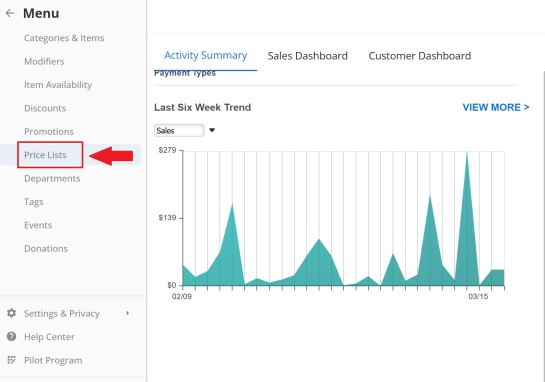 Menu
Categories & Items
Modifiers
Item Availability
Discounts
Promotions
Price Lists
Departments
Tags
Events
Donations
Settings & Privacy
Help Center
Pilot Program
Activity Summary
Sales Dashboard
Customer Dashboard
Payment Types
Last Six Week Trend
VIEW MORE >
Sales
$279
$139
$0
02/09
03/15